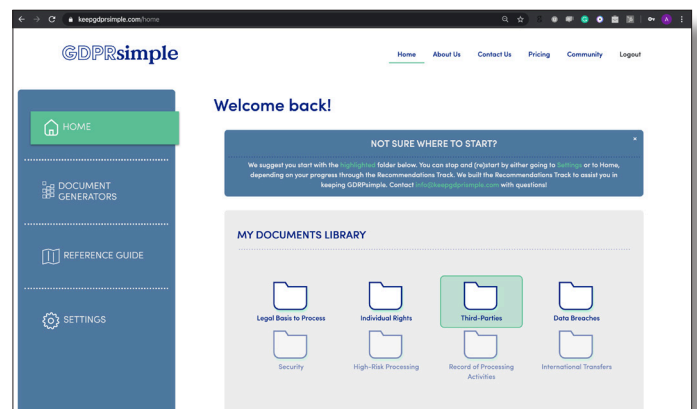 keepgdprsimple.com/home
GDPRsimple
Home About Us Contact Us Pricing Community Logout
Welcome back!
HOME
DOCUMENT
GENERATORS
REFERENCE GUIDE
SETTINGS
NOT SURE WHERE TO START?
×
We suggest you start with the highlighted folder below. You can stop and (re)start by either going to Settings or to Home,
depending on your progress through the Recommendations Track. We built the Recommendations Track to assist you in
keeping GDRPsimple. Contact info@keepgdprismple.com with questions!
MY DOCUMENTS LIBRARY
Legal Basis to Process Individual Rights Third-Parties Data Breaches
Security High-Risk Processing Record of Processing International Transfers
Activities